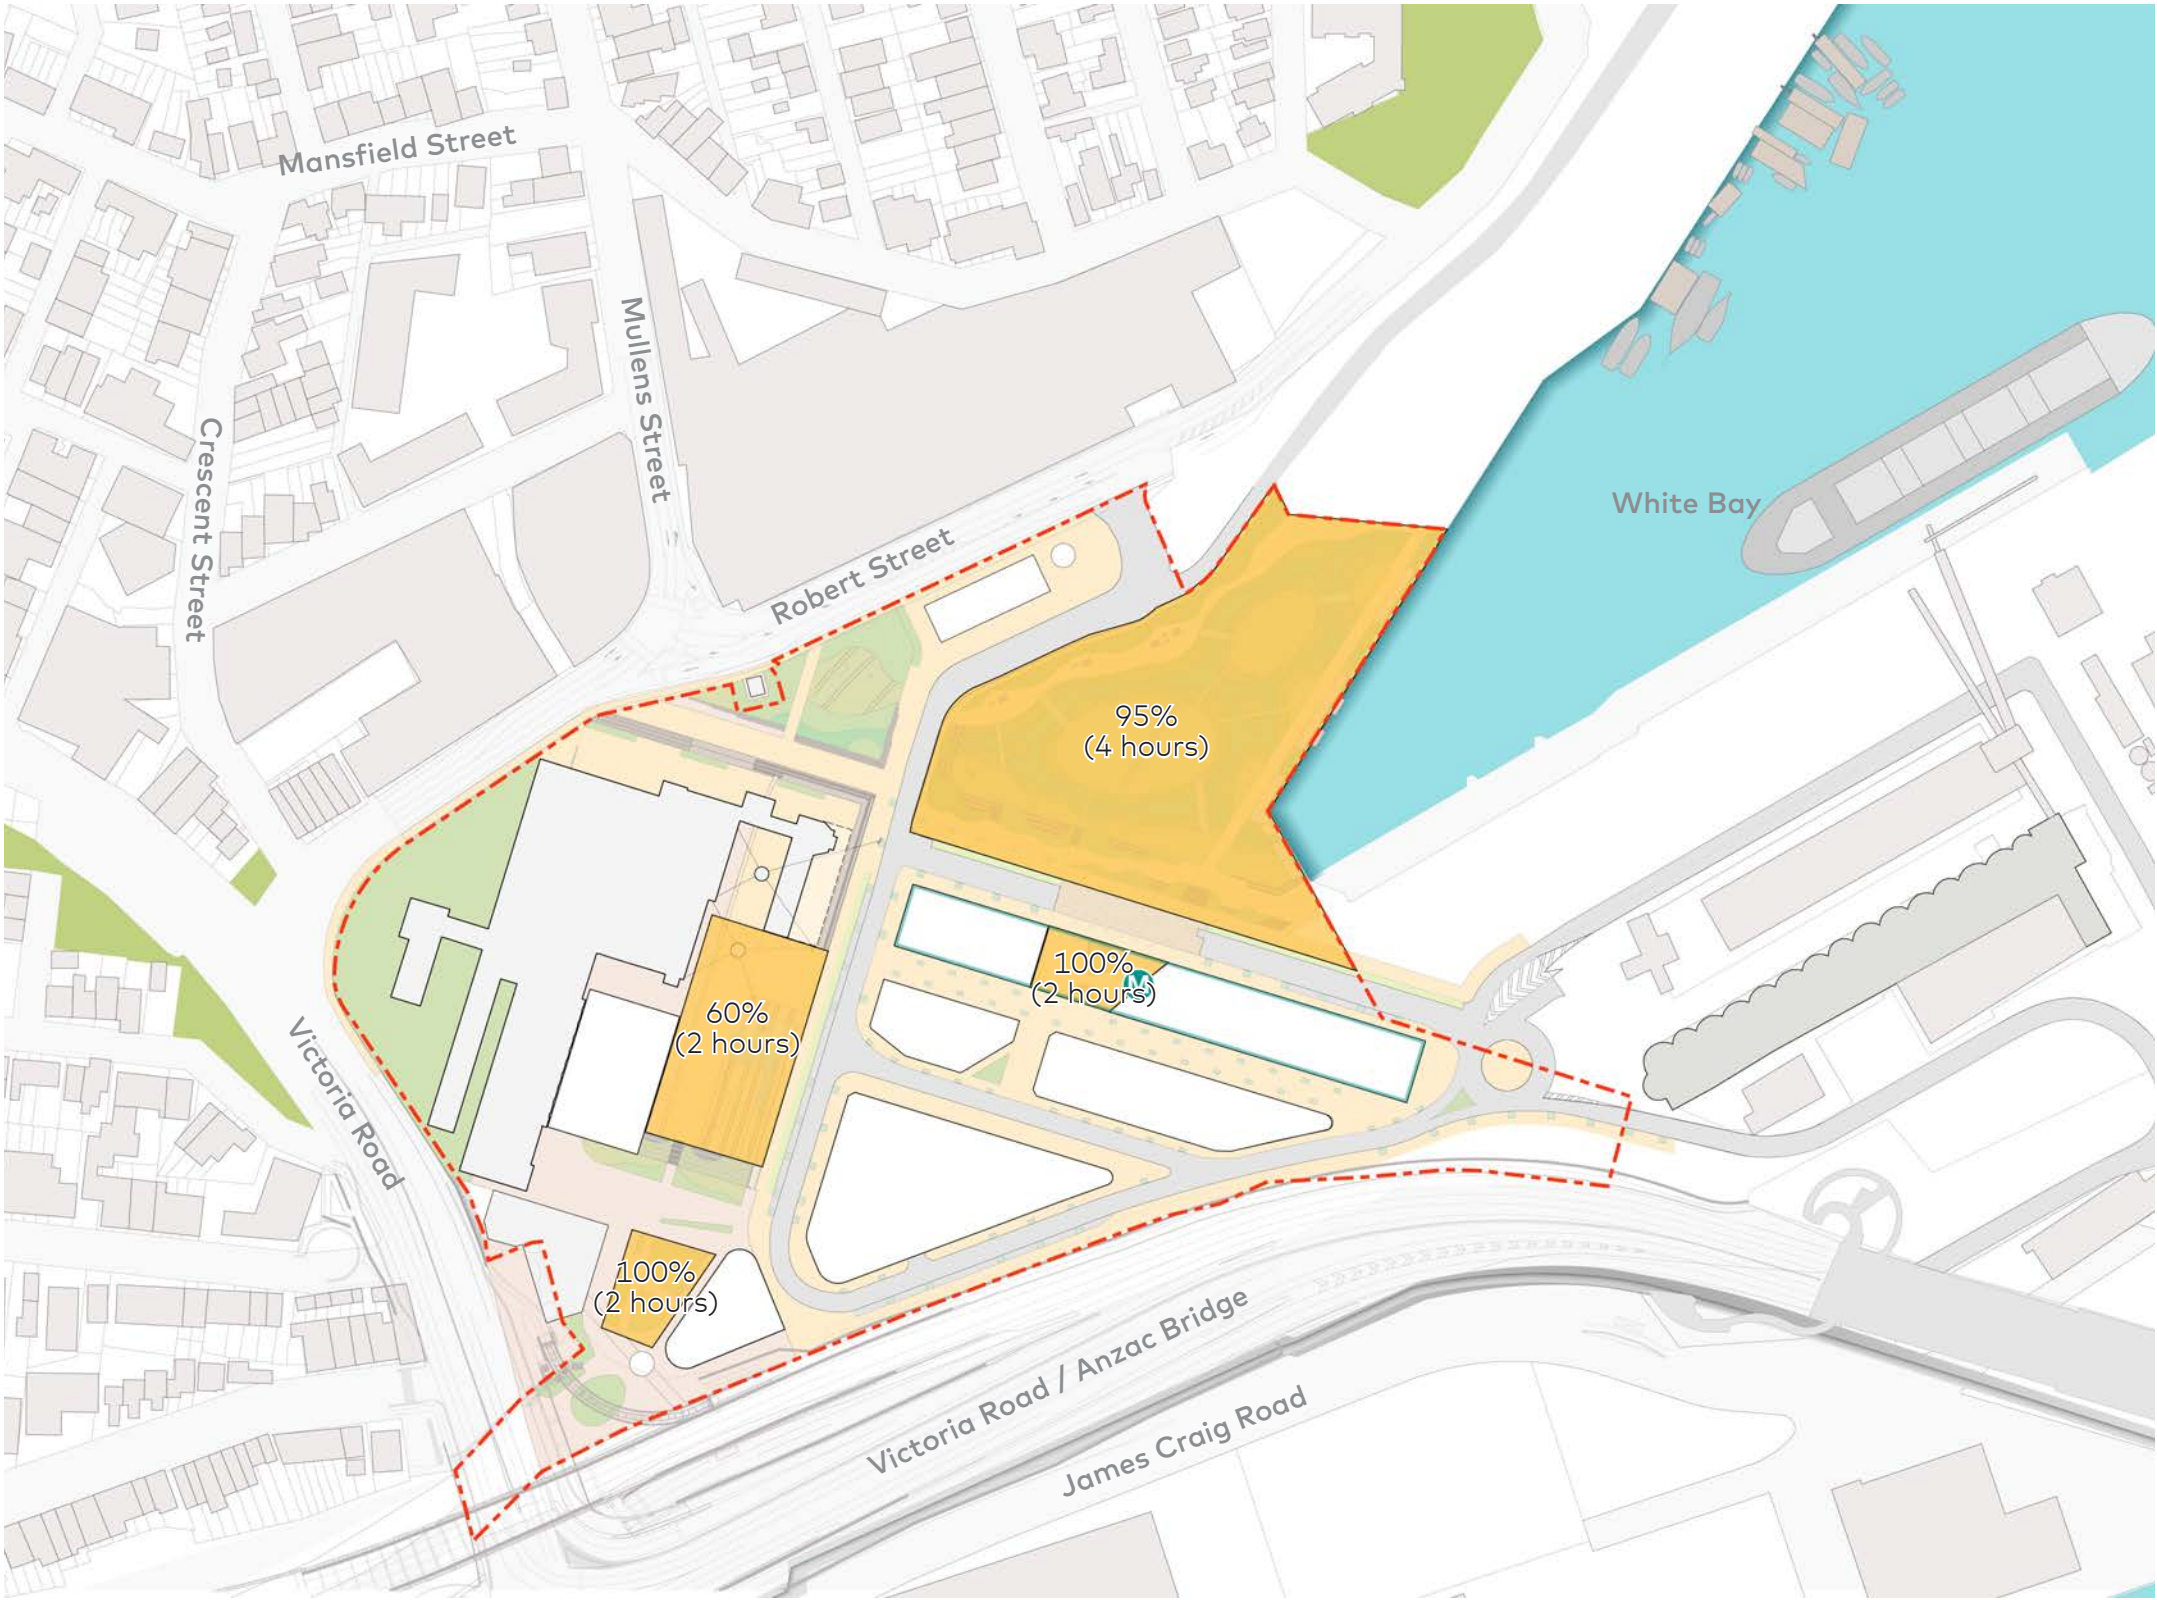 Mansfield Street
Mullens Street
Crescent Street
White Bay
Robert Street
95%
(4 hours)
100%
(2 hours)
M
60%
(2 hours)
Victoria Road
100%
(2 hours)
Victoria Road / Anzac Bridge
James Craig Road